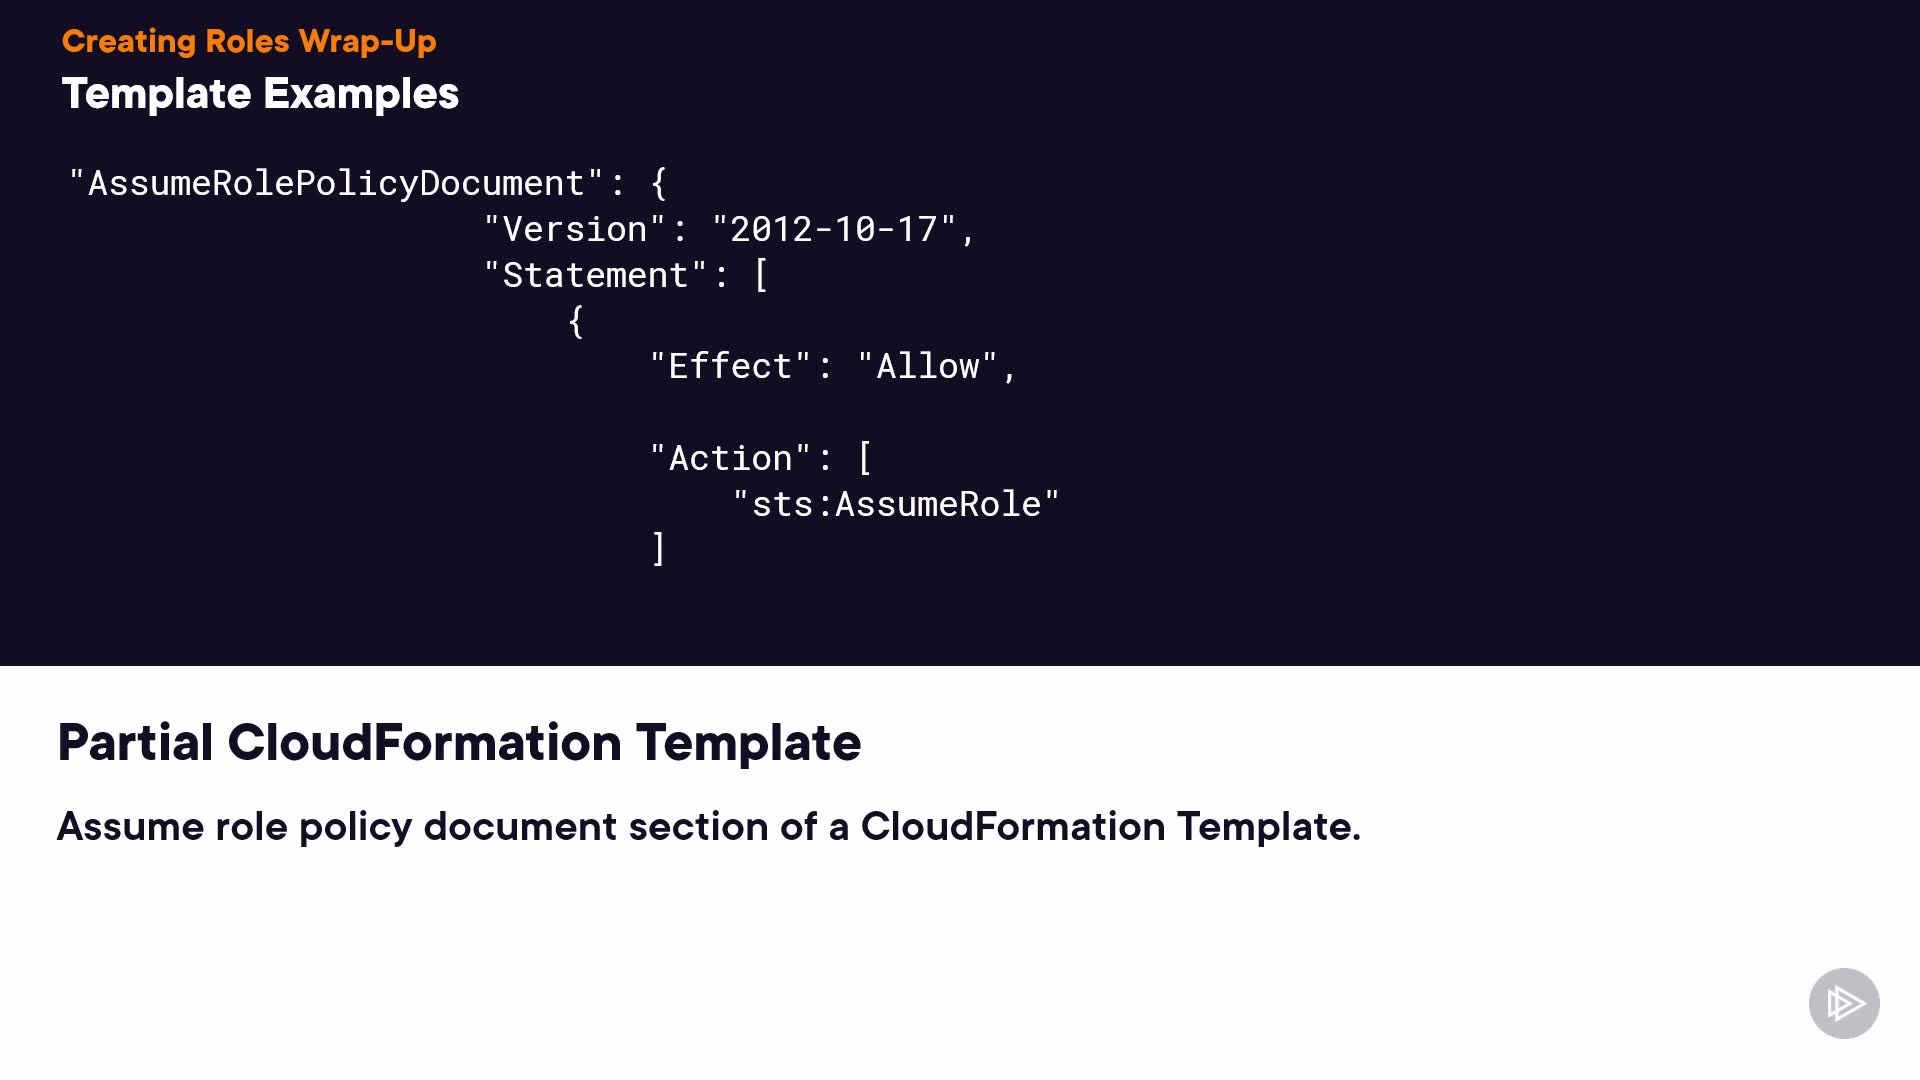 Creating Roles Wrap-Up
Template Examples
"AssumeRolePolicyDocument": {
"Version": "2012-10-17",
"Statement": [
{
"Effect": "Allow",
"Action": [
"sts:AssumeRole"
]
Partial CloudFormation Template
Assume role policy document section of a CloudFormation Template.